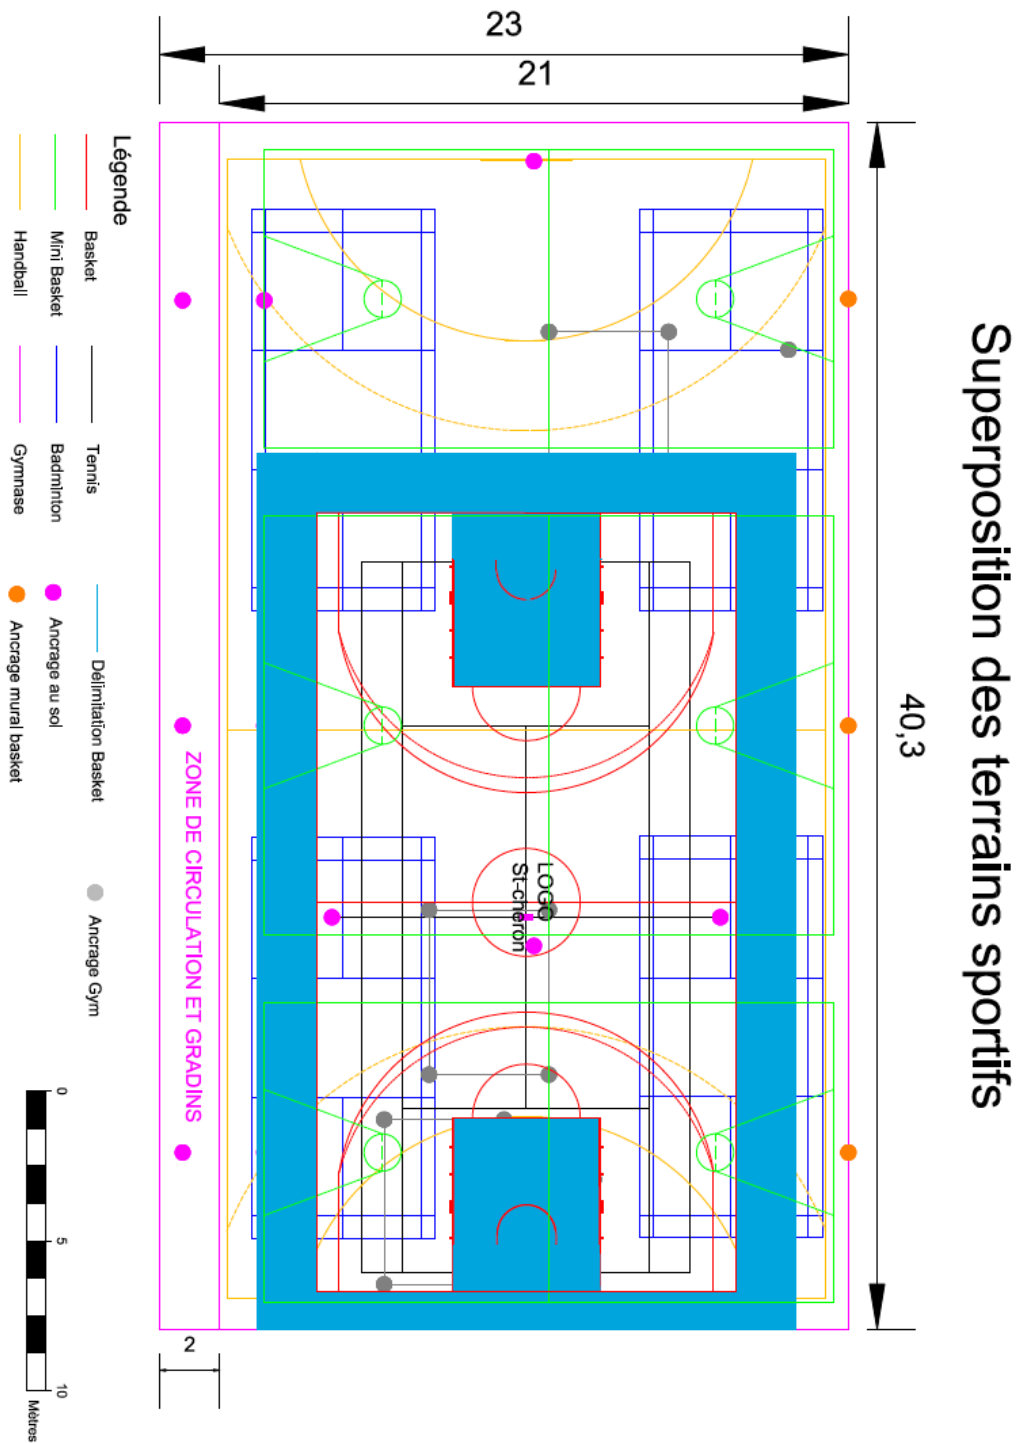 Superposition des terrains sportifs
23
21
40,3
LOGO
St-cheron
ZONE DE CIRCULATION ET GRADINS
2
Légende
Basket
Tennis
Délimitation Basket
Ancrage Gym
Mini Basket
Badminton
Ancrage au sol
Handball
Gymnase
Ancrage mural basket
0
5
10
Mètres